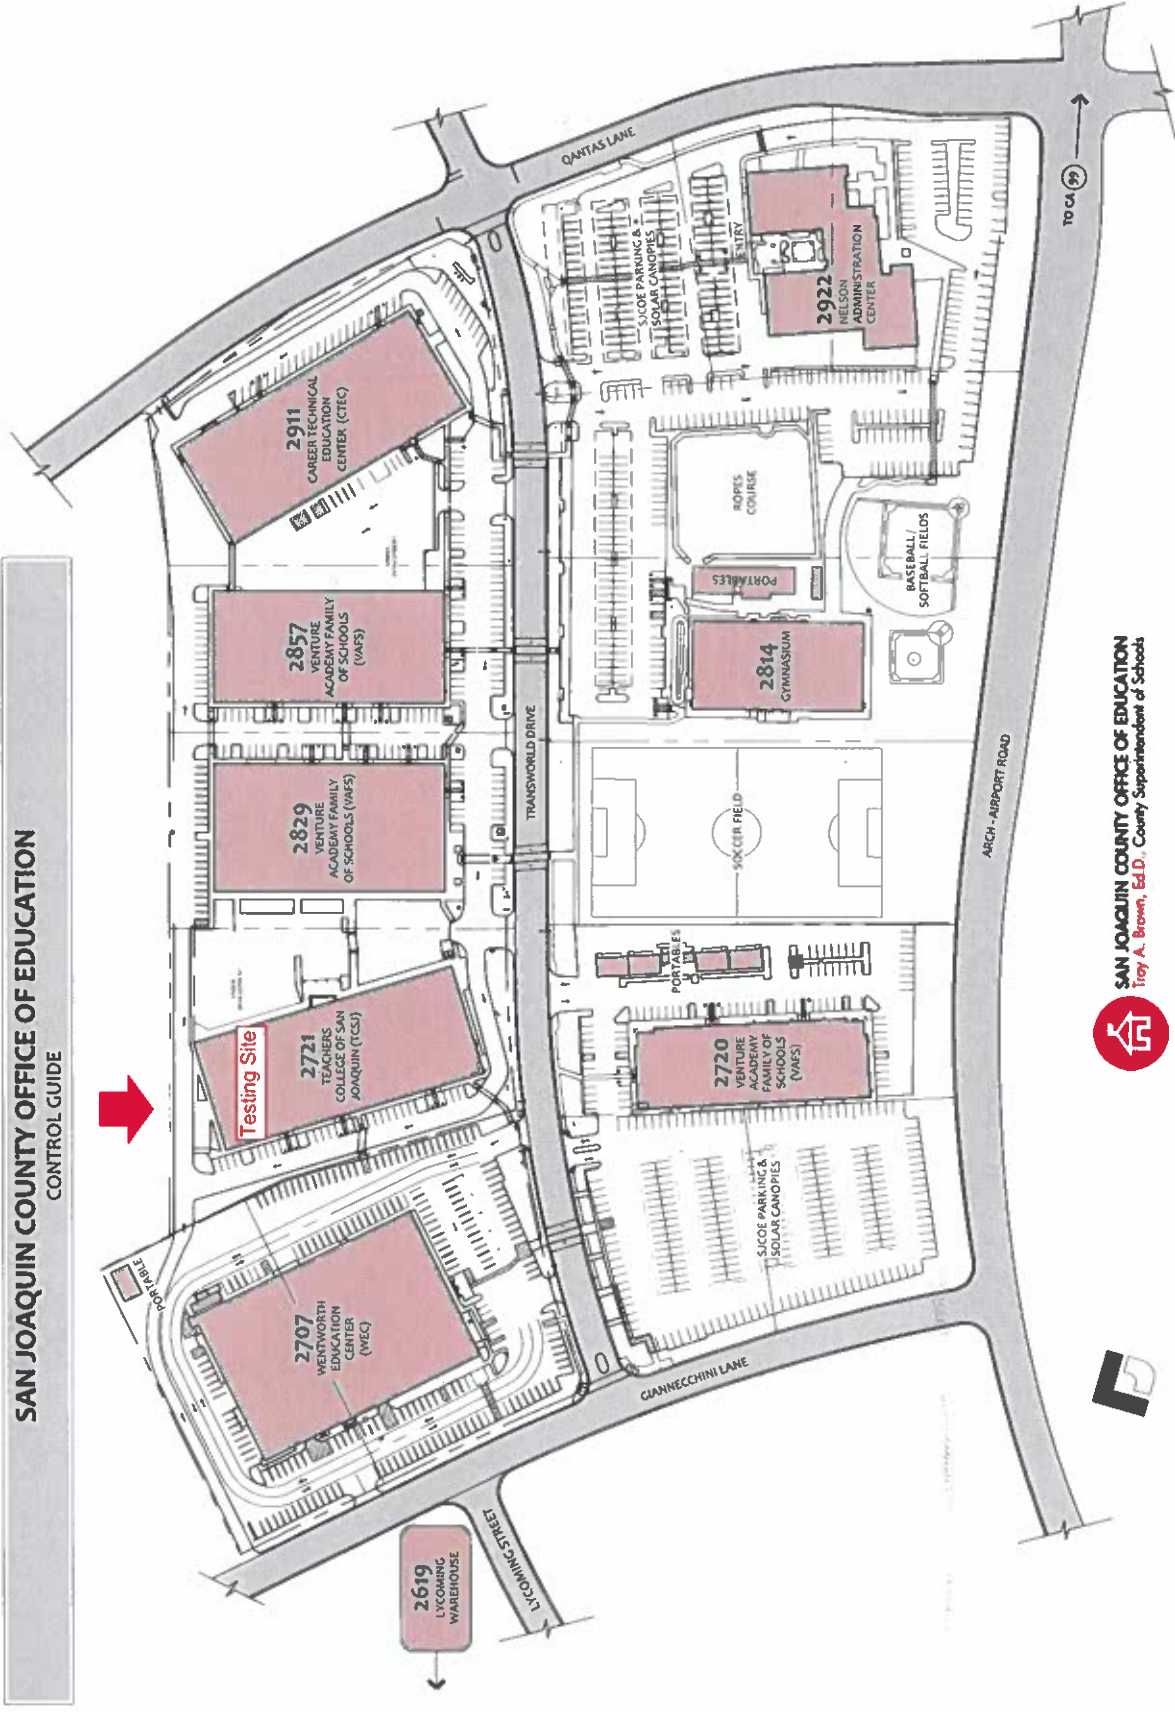 SAN JOAQUIN COUNTY OFFICE OF EDUCATION
CONTROL GUIDE
PORTABLE
2707
WENTWORTH
EDUCATION
CENTER
(WEC)
Testing Site
2721
TEACHERS
COLLEGE OF SAN
JOAQUIN (TCSJ)
2829
VENTURE
ACADEMY FAMILY
OF SCHOOLS (VAFS)
2857
VENTURE
ACADEMY FAMILY
OF SCHOOLS
(VAFS)
2911
CAREER TECHNICAL
EDUCATION
CENTER (CTEC)
QANTAS LANE
2619
LYCOMING
WAREHOUSE
LYCOMING STREET
GIANNECCHINI LANE
TRANSWORLD DRIVE
SJCOE PARKING &
SOLAR CANOPIES
2720
VENTURE
ACADEMY
FAMILY OF
SCHOOLS
(VAFS)
PORTABLES
SOCCER FIELD
2814
GYMNASIUM
PORTABLES
ROPES
COURSE
BASEBALL/
SOFTBALL FIELDS
SJCOE PARKING &
SOLAR CANOPIES
ENTRY
2922
NELSON
ADMINISTRATION
CENTER
ARCH - AIRPORT ROAD
TO CA 99
SAN JOAQUIN COUNTY OFFICE OF EDUCATION
Troy A. Brown, Ed.D., County Superintendent of Schools